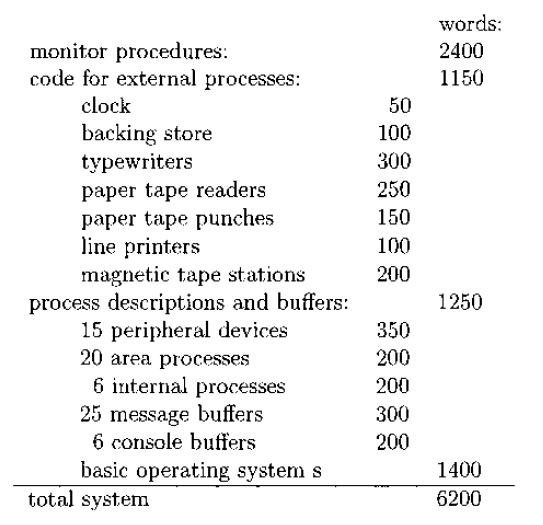 words:
monitor procedures: 2400
code for external processes: 1150
clock 50
backing store 100
typewriters 300
paper tape readers 250
paper tape punches 150
line printers 100
magnetic tape stations 200
process descriptions and buffers: 1250
15 peripheral devices 350
20 area processes 200
6 internal processes 200
25 message buffers 300
6 console buffers 200
basic operating system s 1400
total system 6200